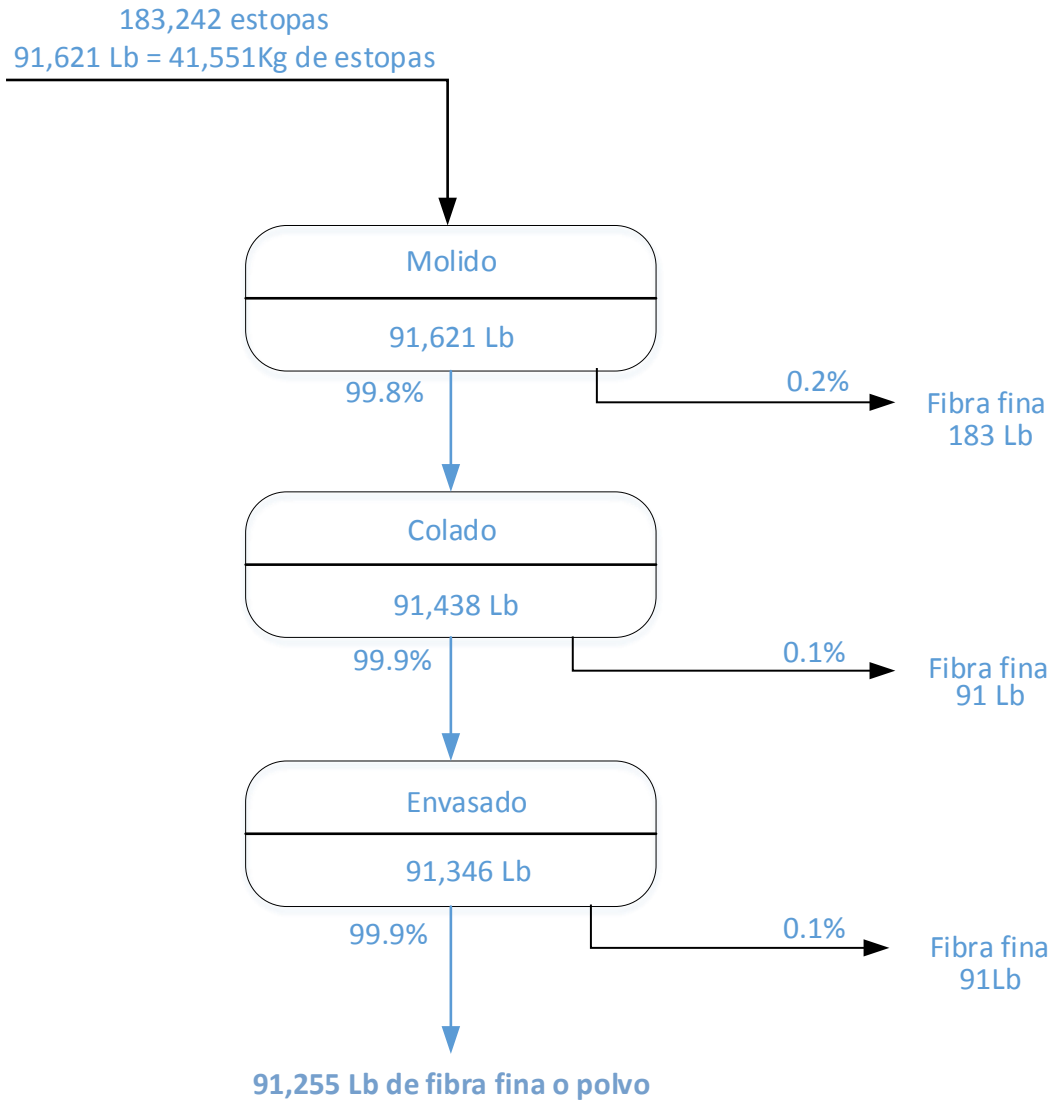 183,242 estopas
91,621 Lb = 41,551Kg de estopas
Molido
91,621 Lb
99.8%
0.2%
Fibra fina
183 Lb
Colado
91,438 Lb
99.9%
0.1%
Fibra fina
91 Lb
Envasado
91,346 Lb
99.9%
0.1%
Fibra fina
91Lb
91,255 Lb de fibra fina o polvo